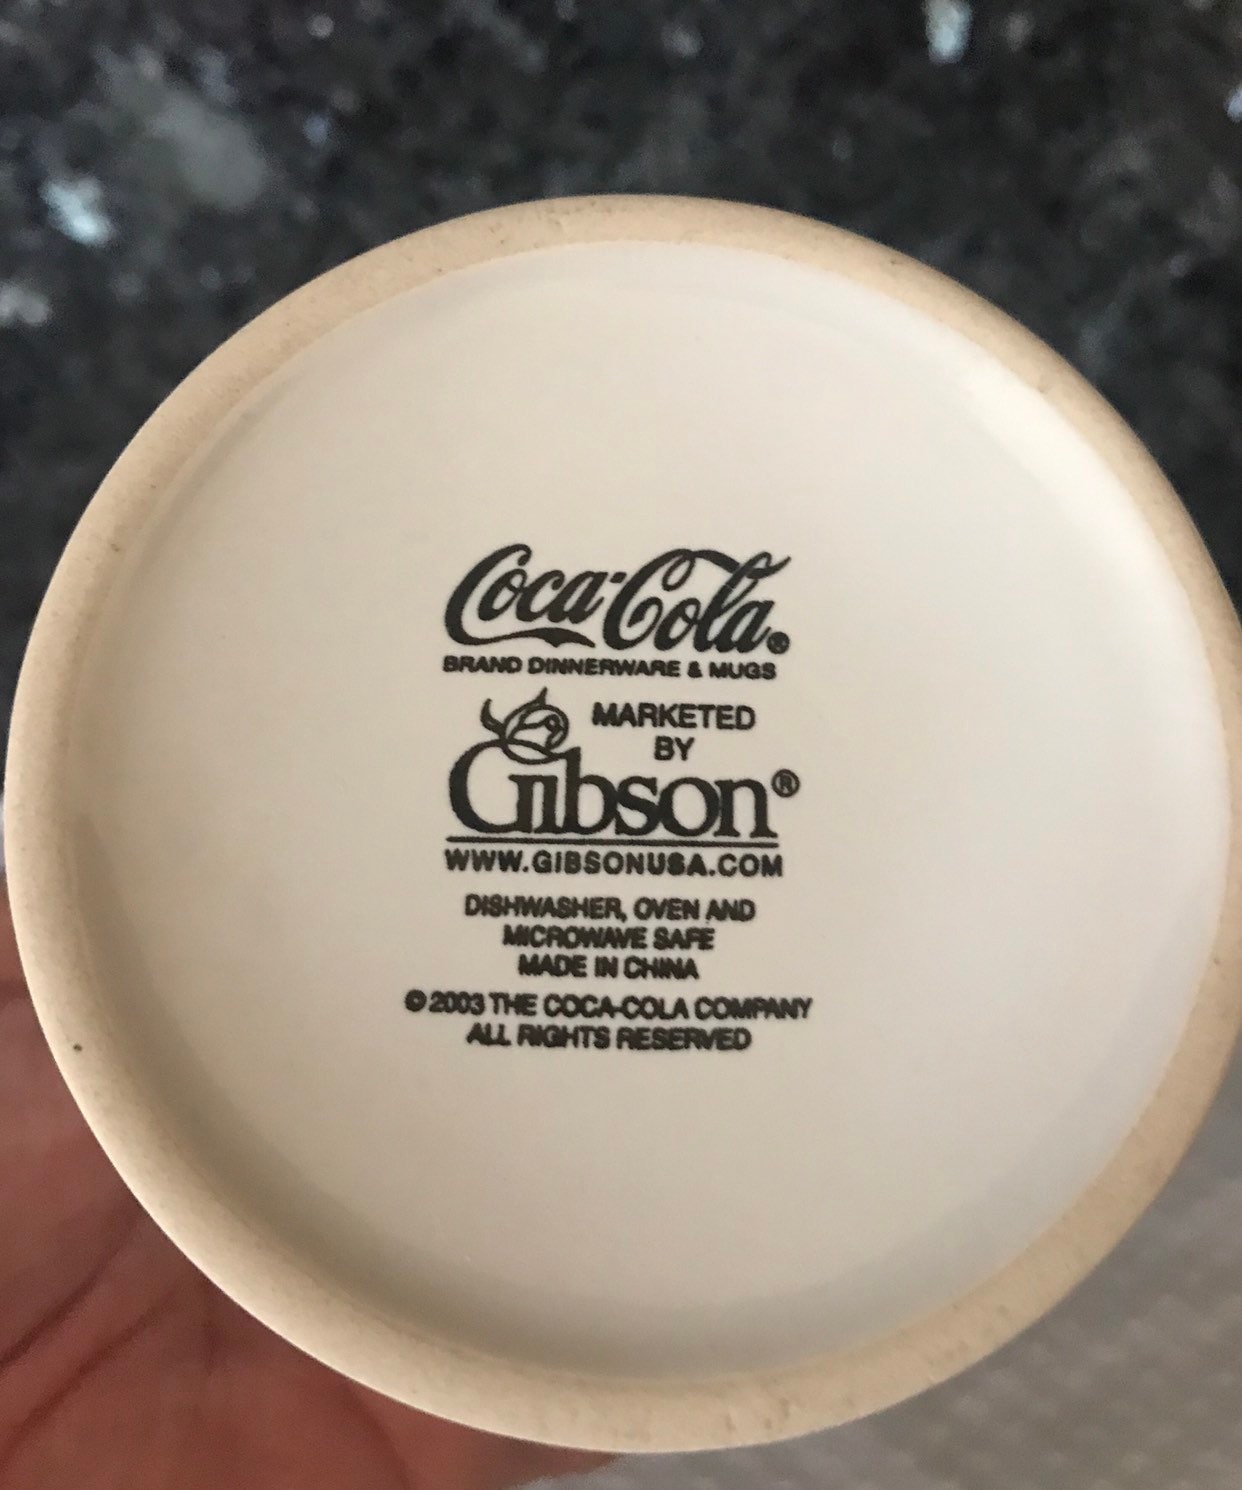 Coca-Cola®
BRAND DINNERWARE & MUGS
MARKETED
BY
Gibson®
WWW.GIBSONUSA.COM
DISHWASHER, OVEN AND
MICROWAVE SAFE
MADE IN CHINA
© 2003 THE COCA-COLA COMPANY
ALL RIGHTS RESERVED